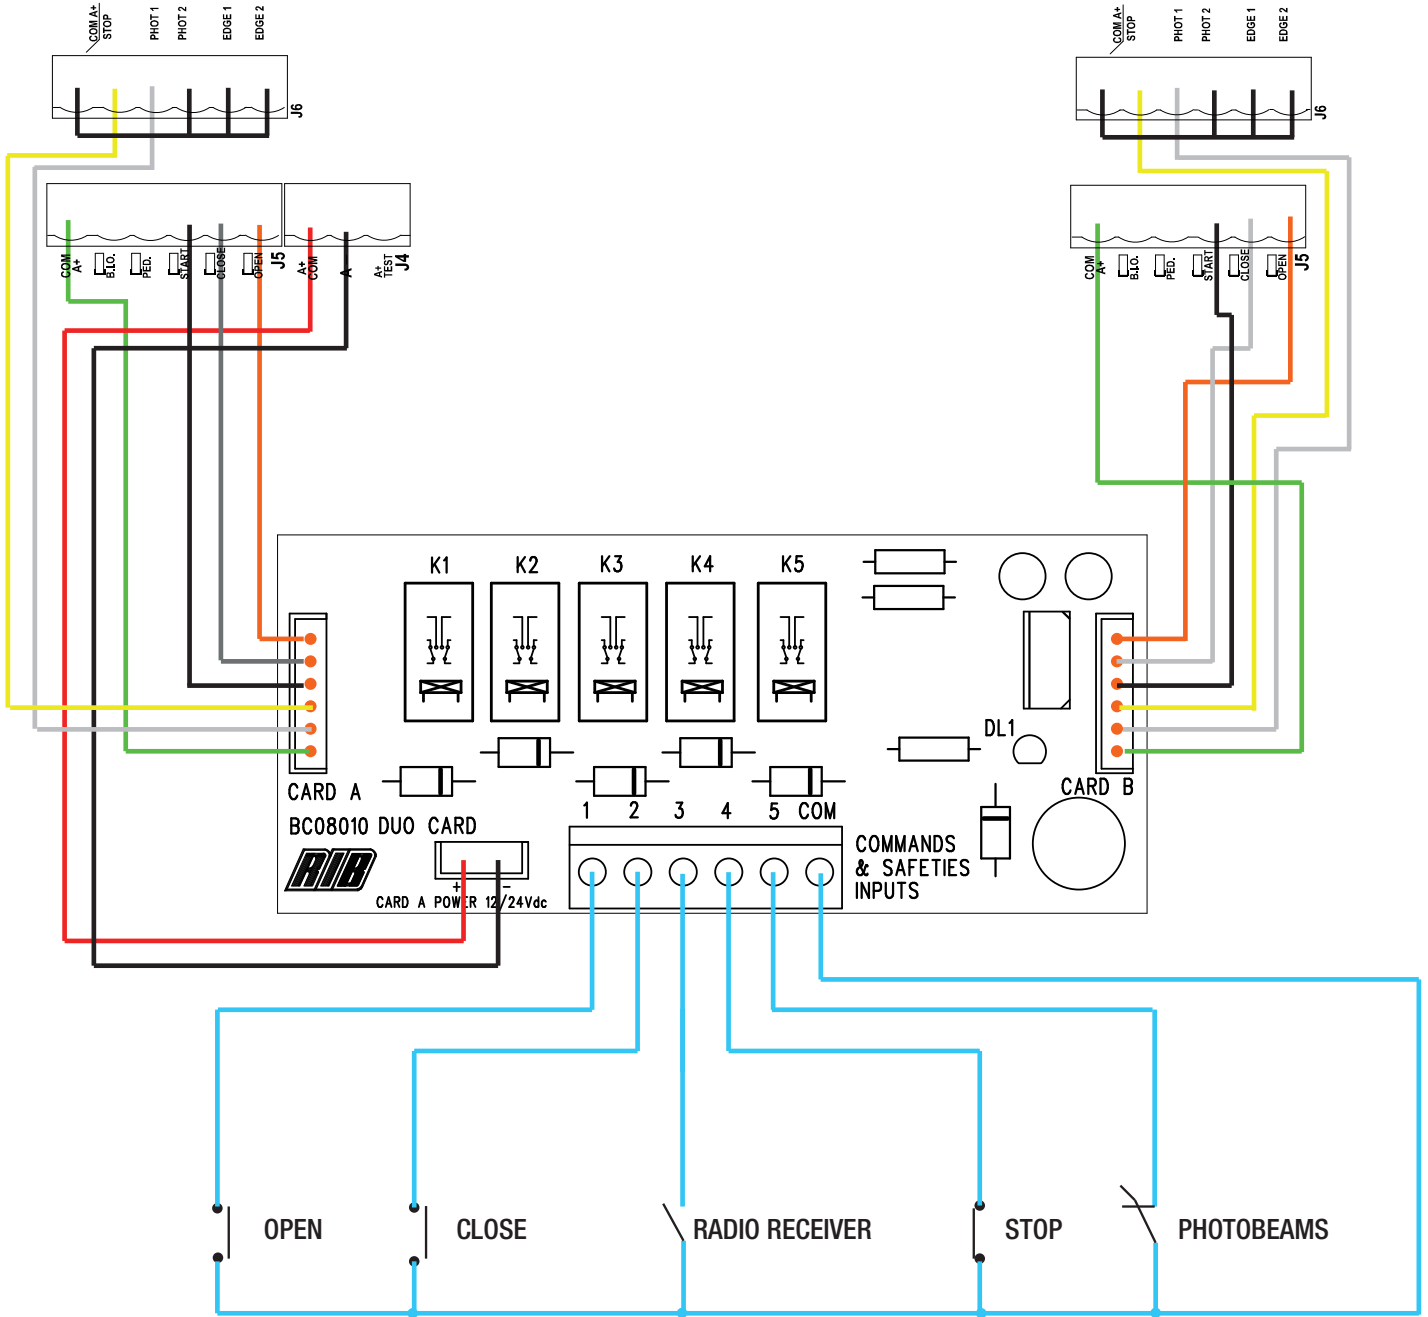 COM A+
STOP
PHOT 1
PHOT 2
EDGE 1
EDGE 2
J6
COM A+
STOP
PHOT 1
PHOT 2
EDGE 1
EDGE 2
J6
COM
A+
B.I.O.
PED.
START
CLOSE
OPEN
J5
A+
COM
A
A+
TEST
J4
COM
A+
B.I.O.
PED.
START
CLOSE
OPEN
J5
K1
K2
K3
K4
K5
DL1
CARD A
CARD B
BC08010 DUO CARD
RIB
1 2 3 4 5 COM
COMMANDS
& SAFETIES
INPUTS
+ -
CARD A POWER 12/24Vdc
OPEN
CLOSE
RADIO RECEIVER
STOP
PHOTOBEAMS